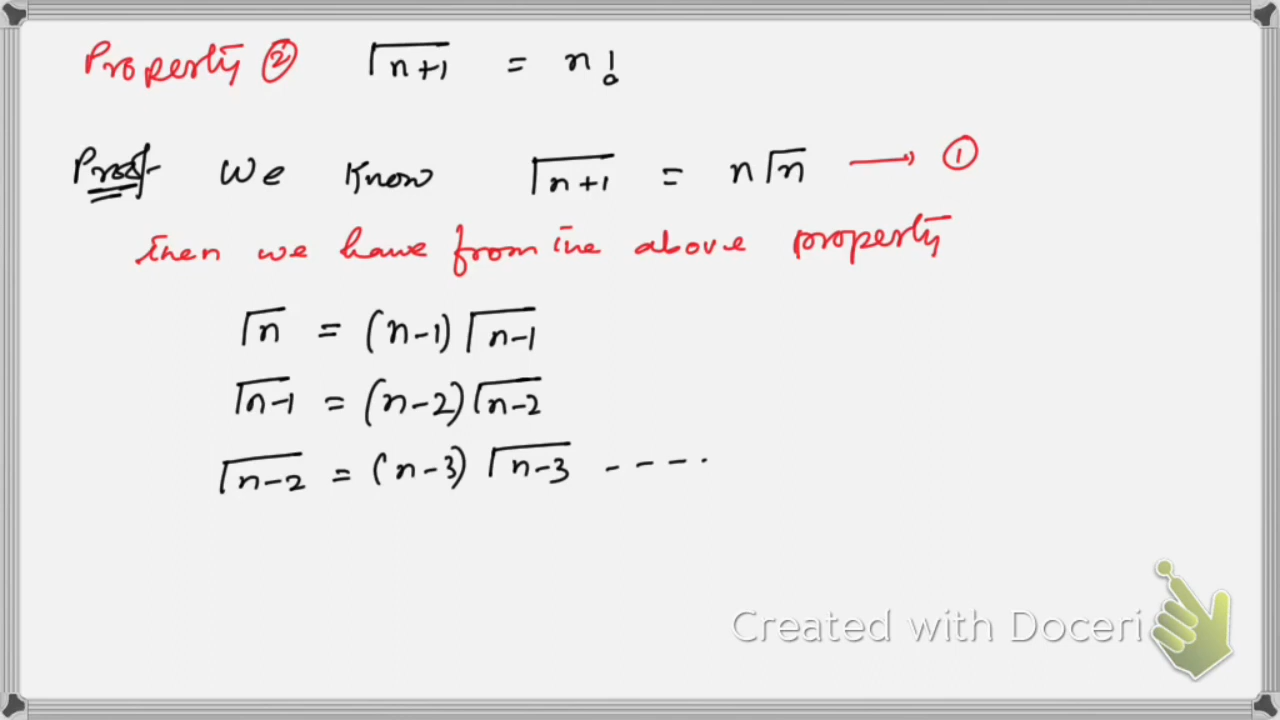 Property ② Γn+1 = n!
Proof- We know Γn+1 = nΓn → ①
then we have from the above property
Γn = (n-1) Γn-1
Γn-1 = (n-2) Γn-2
Γn-2 = (n-3) Γn-3 ----
Created with Doceri